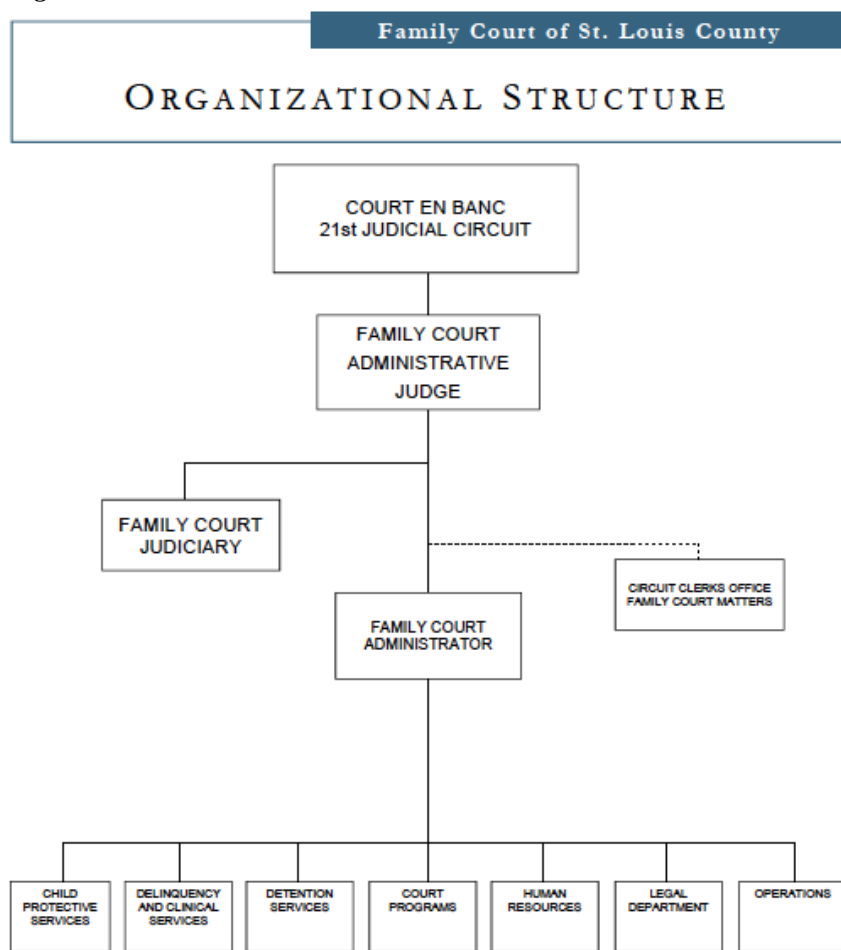 Family Court of St. Louis County
ORGANIZATIONAL STRUCTURE
COURT EN BANC
21st JUDICIAL CIRCUIT
FAMILY COURT
ADMINISTRATIVE
JUDGE
FAMILY COURT
JUDICIARY
CIRCUIT CLERKS OFFICE
FAMILY COURT MATTERS
FAMILY COURT
ADMINISTRATOR
CHILD
PROTECTIVE
SERVICES
DELINQUENCY
AND CLINICAL
SERVICES
DETENTION
SERVICES
COURT
PROGRAMS
HUMAN
RESOURCES
LEGAL
DEPARTMENT
OPERATIONS